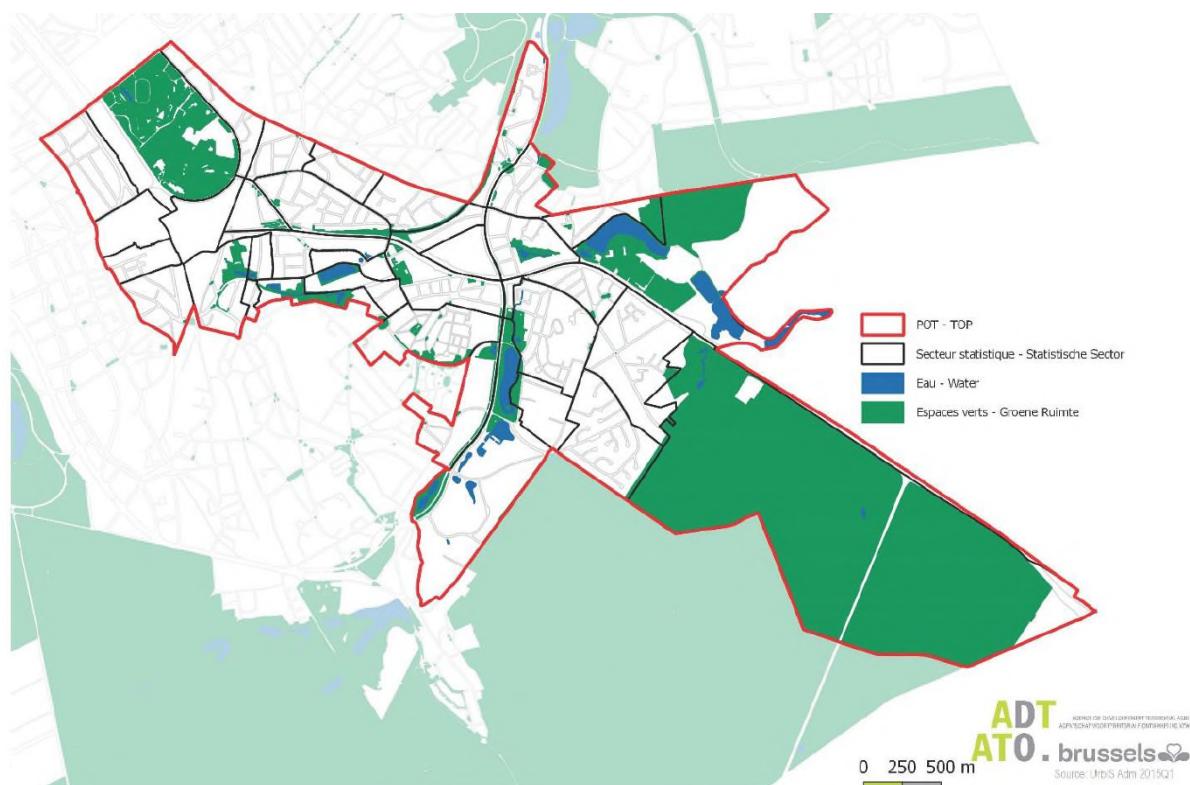 POT - TOP
Secteur statistique - Statistische Sector
Eau - Water
Espaces verts - Groene Ruimte
ADT
ATO. brussels
0 250 500 m
Source: UrbIS Adm 2015Q1